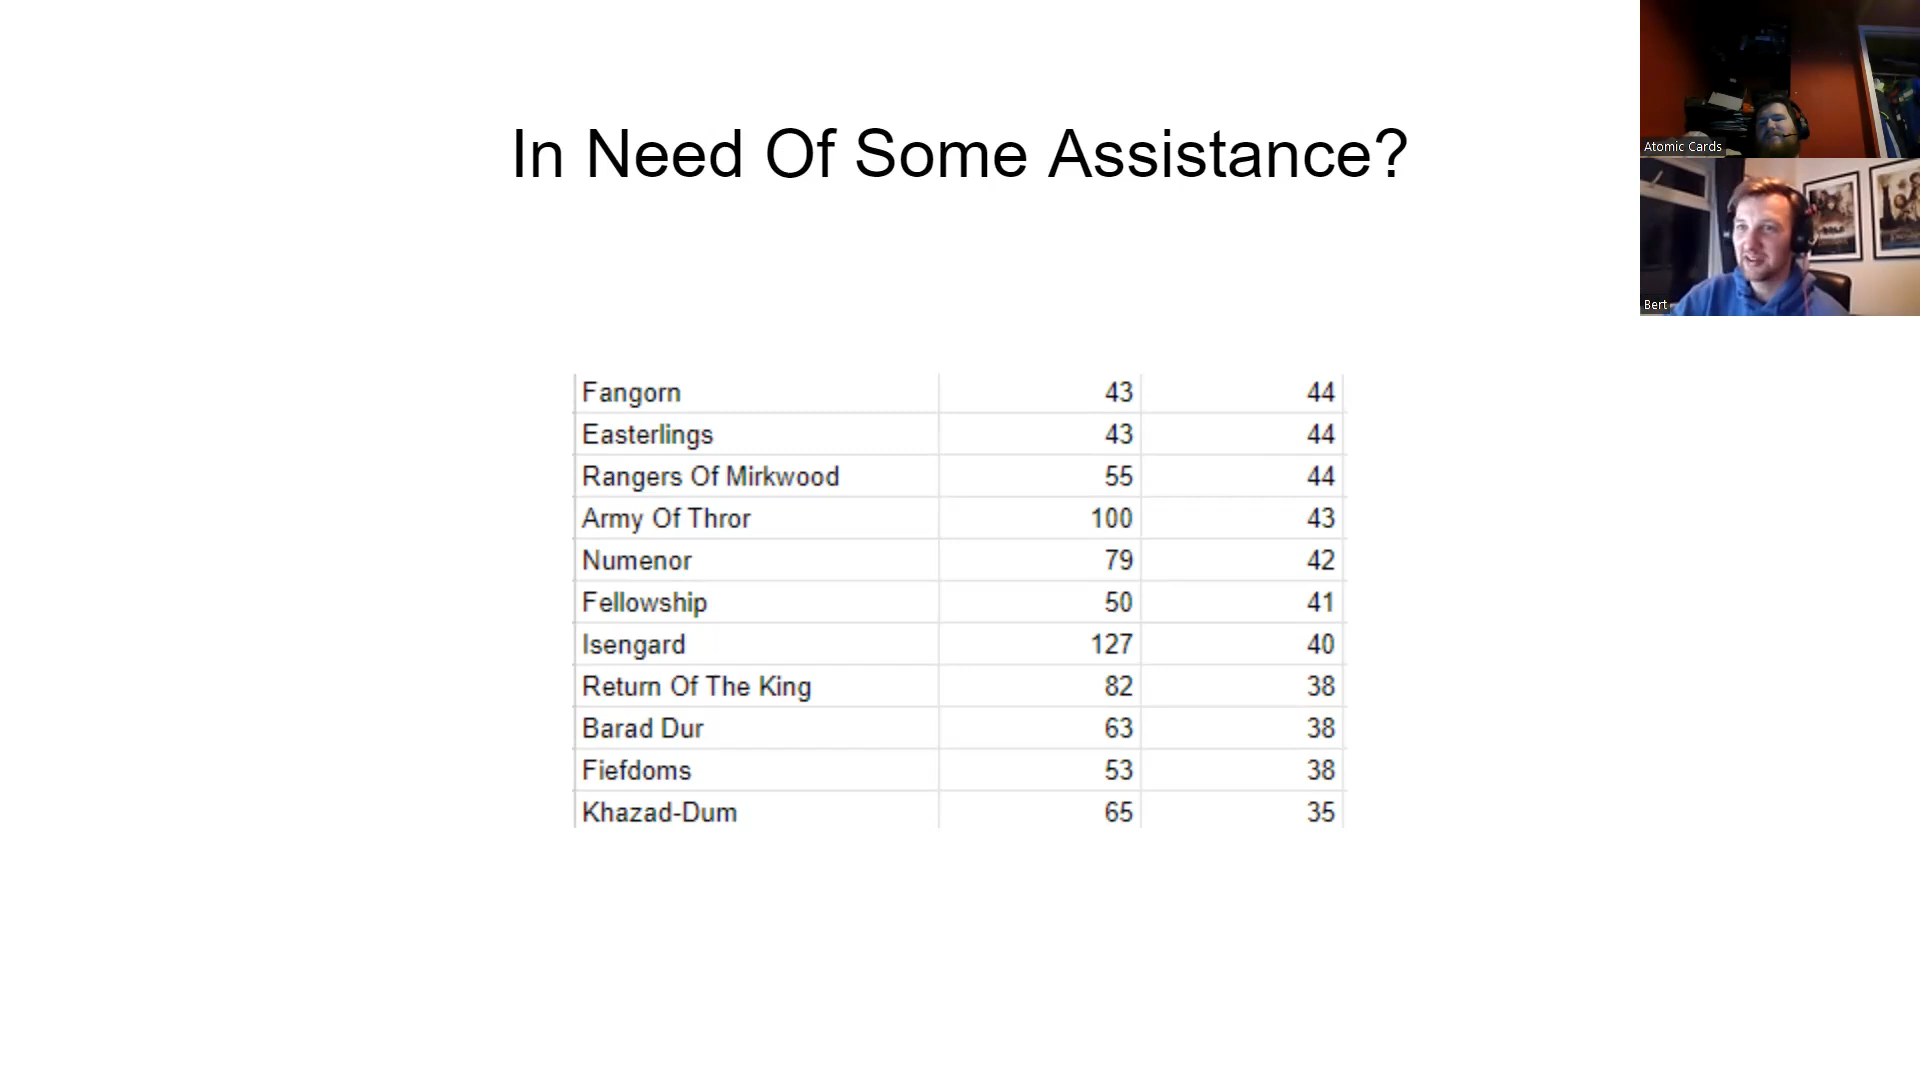 In Need Of Some Assistance?
Atomic Cards
Bert
Fangorn 43 44
Easterlings 43 44
Rangers Of Mirkwood 55 44
Army Of Thror 100 43
Numenor 79 42
Fellowship 50 41
Isengard 127 40
Return Of The King 82 38
Barad Dur 63 38
Fiefdoms 53 38
Khazad-Dum 65 35